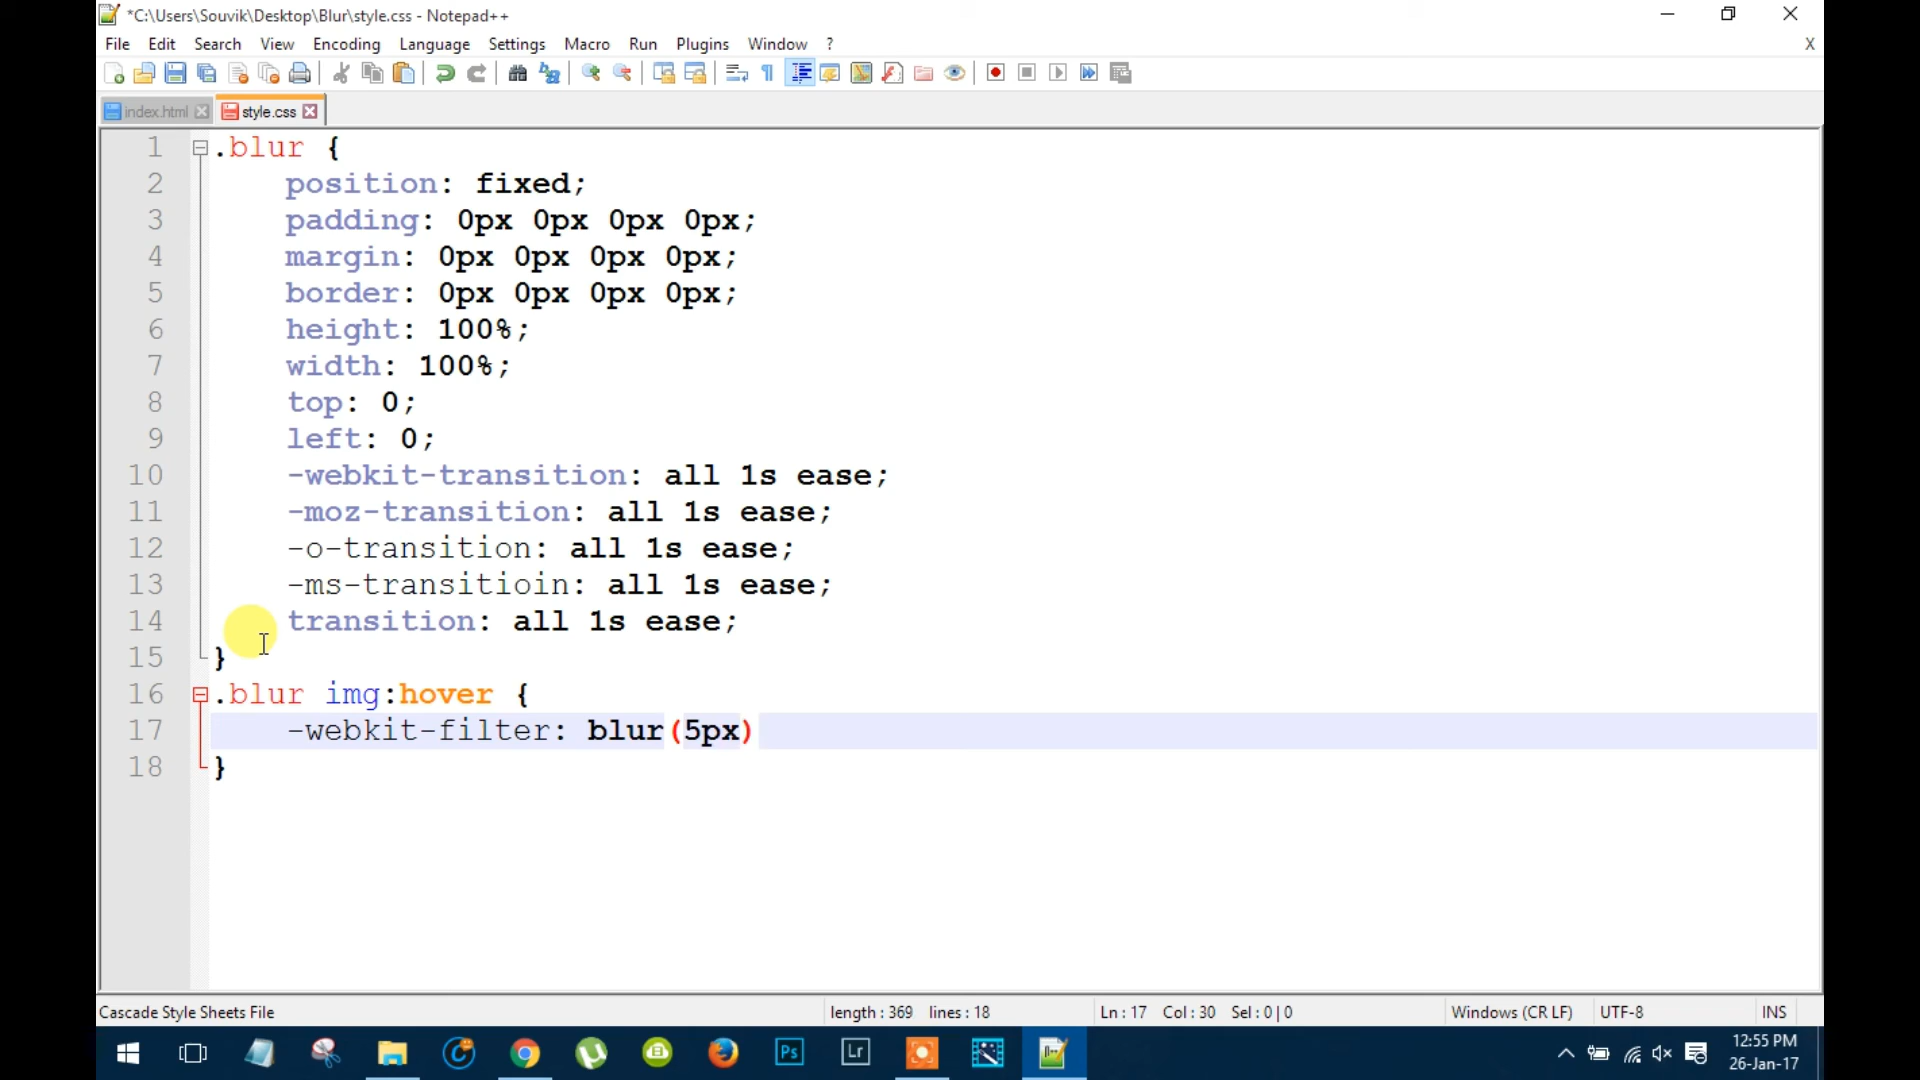 *C:\Users\Souvik\Desktop\Blur\style.css - Notepad++
File Edit Search View Encoding Language Settings Macro Run Plugins Window ? X
index.html style.css
1 .blur {
2 position: fixed;
3 padding: 0px 0px 0px 0px;
4 margin: 0px 0px 0px 0px;
5 border: 0px 0px 0px 0px;
6 height: 100%;
7 width: 100%;
8 top: 0;
9 left: 0;
10 -webkit-transition: all 1s ease;
11 -moz-transition: all 1s ease;
12 -o-transition: all 1s ease;
13 -ms-transitioin: all 1s ease;
14 transition: all 1s ease;
15 }
16 .blur img:hover {
17 -webkit-filter: blur(5px)
18 }
Cascade Style Sheets File length : 369 lines : 18 Ln : 17 Col : 30 Sel : 0 | 0 Windows (CR LF) UTF-8 INS
Ps Lr 12:55 PM
26-Jan-17